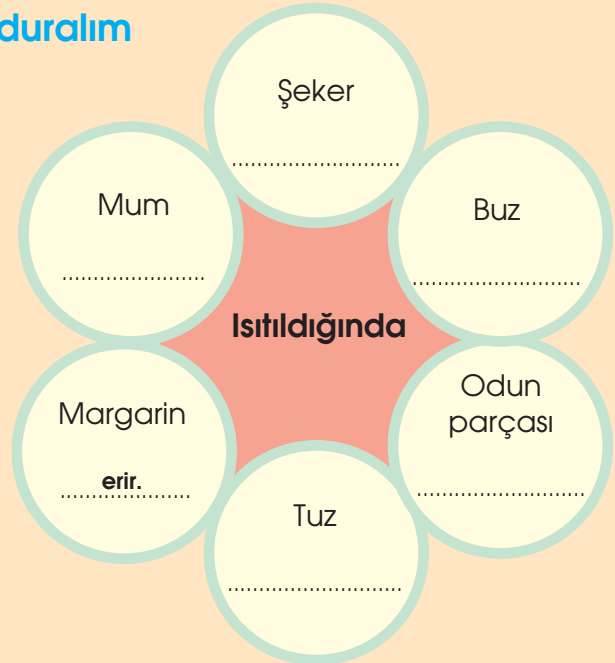 duralım
Şeker
...........................
Mum
.......................
Buz
...........................
Isıtıldığında
Margarin
erir.
.....................
Odun
parçası
...........................
Tuz
............................